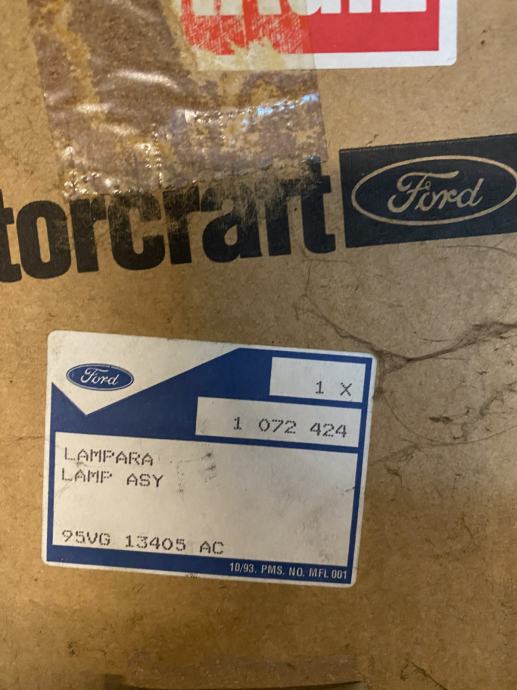 torcraft
Ford
Ford
1 X
1 072 424
LAMPARA
LAMP ASY
95VG 13405 AC
10/93. PMS. NO. MFL 001